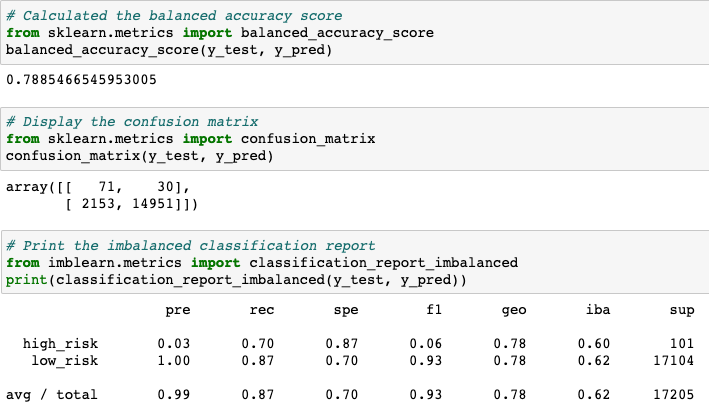 # Calculated the balanced accuracy score
from sklearn.metrics import balanced_accuracy_score
balanced_accuracy_score(y_test, y_pred)
0.7885466545953005
# Display the confusion matrix
from sklearn.metrics import confusion_matrix
confusion_matrix(y_test, y_pred)
array([[   71,    30],
       [ 2153, 14951]])
# Print the imbalanced classification report
from imblearn.metrics import classification_report_imbalanced
print(classification_report_imbalanced(y_test, y_pred))
                   pre       rec       spe        f1       geo       iba       sup
  high_risk       0.03      0.70      0.87      0.06      0.78      0.60       101
   low_risk       1.00      0.87      0.70      0.93      0.78      0.62     17104
avg / total       0.99      0.87      0.70      0.93      0.78      0.62     17205